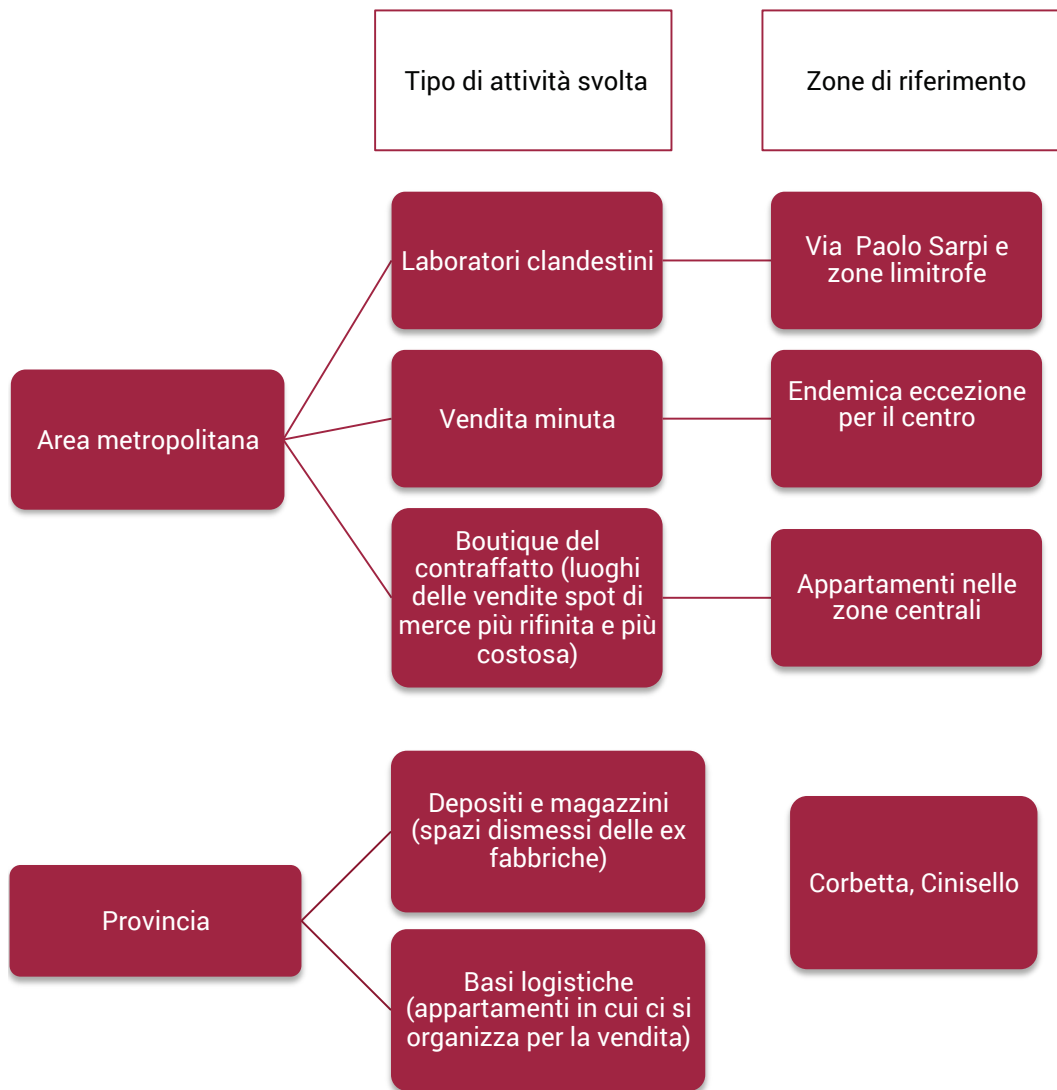 Tipo di attività svolta
Zone di riferimento
Laboratori clandestini
Via Paolo Sarpi e
zone limitrofe
Area metropolitana
Vendita minuta
Endemica eccezione
per il centro
Boutique del
contraffatto (luoghi
delle vendite spot di
merce più rifinita e più
costosa)
Appartamenti nelle
zone centrali
Provincia
Depositi e magazzini
(spazi dismessi delle ex
fabbriche)
Corbetta, Cinisello
Basi logistiche
(appartamenti in cui ci si
organizza per la vendita)